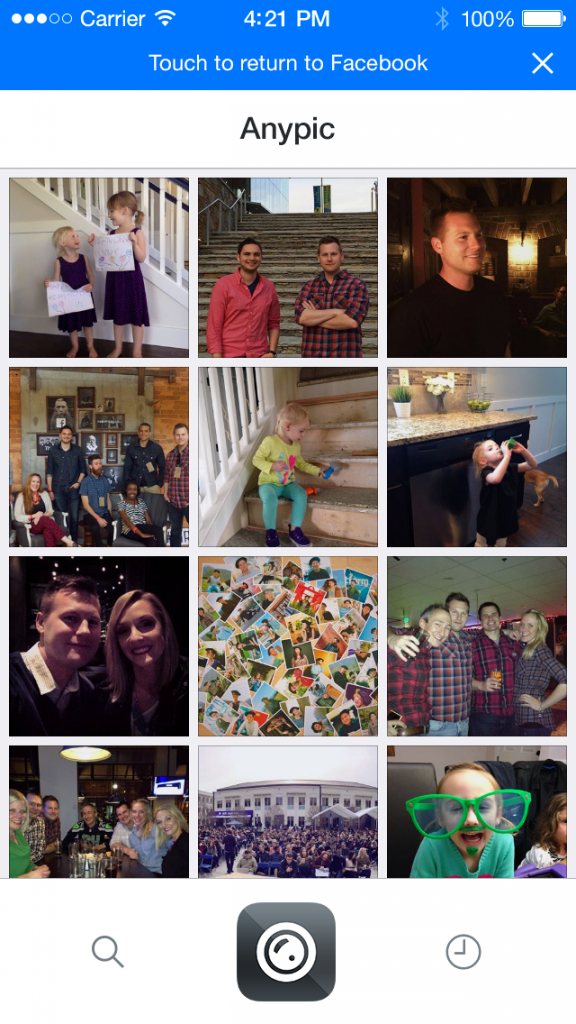 Carrier 4:21 PM 100%
Touch to return to Facebook
Anypic